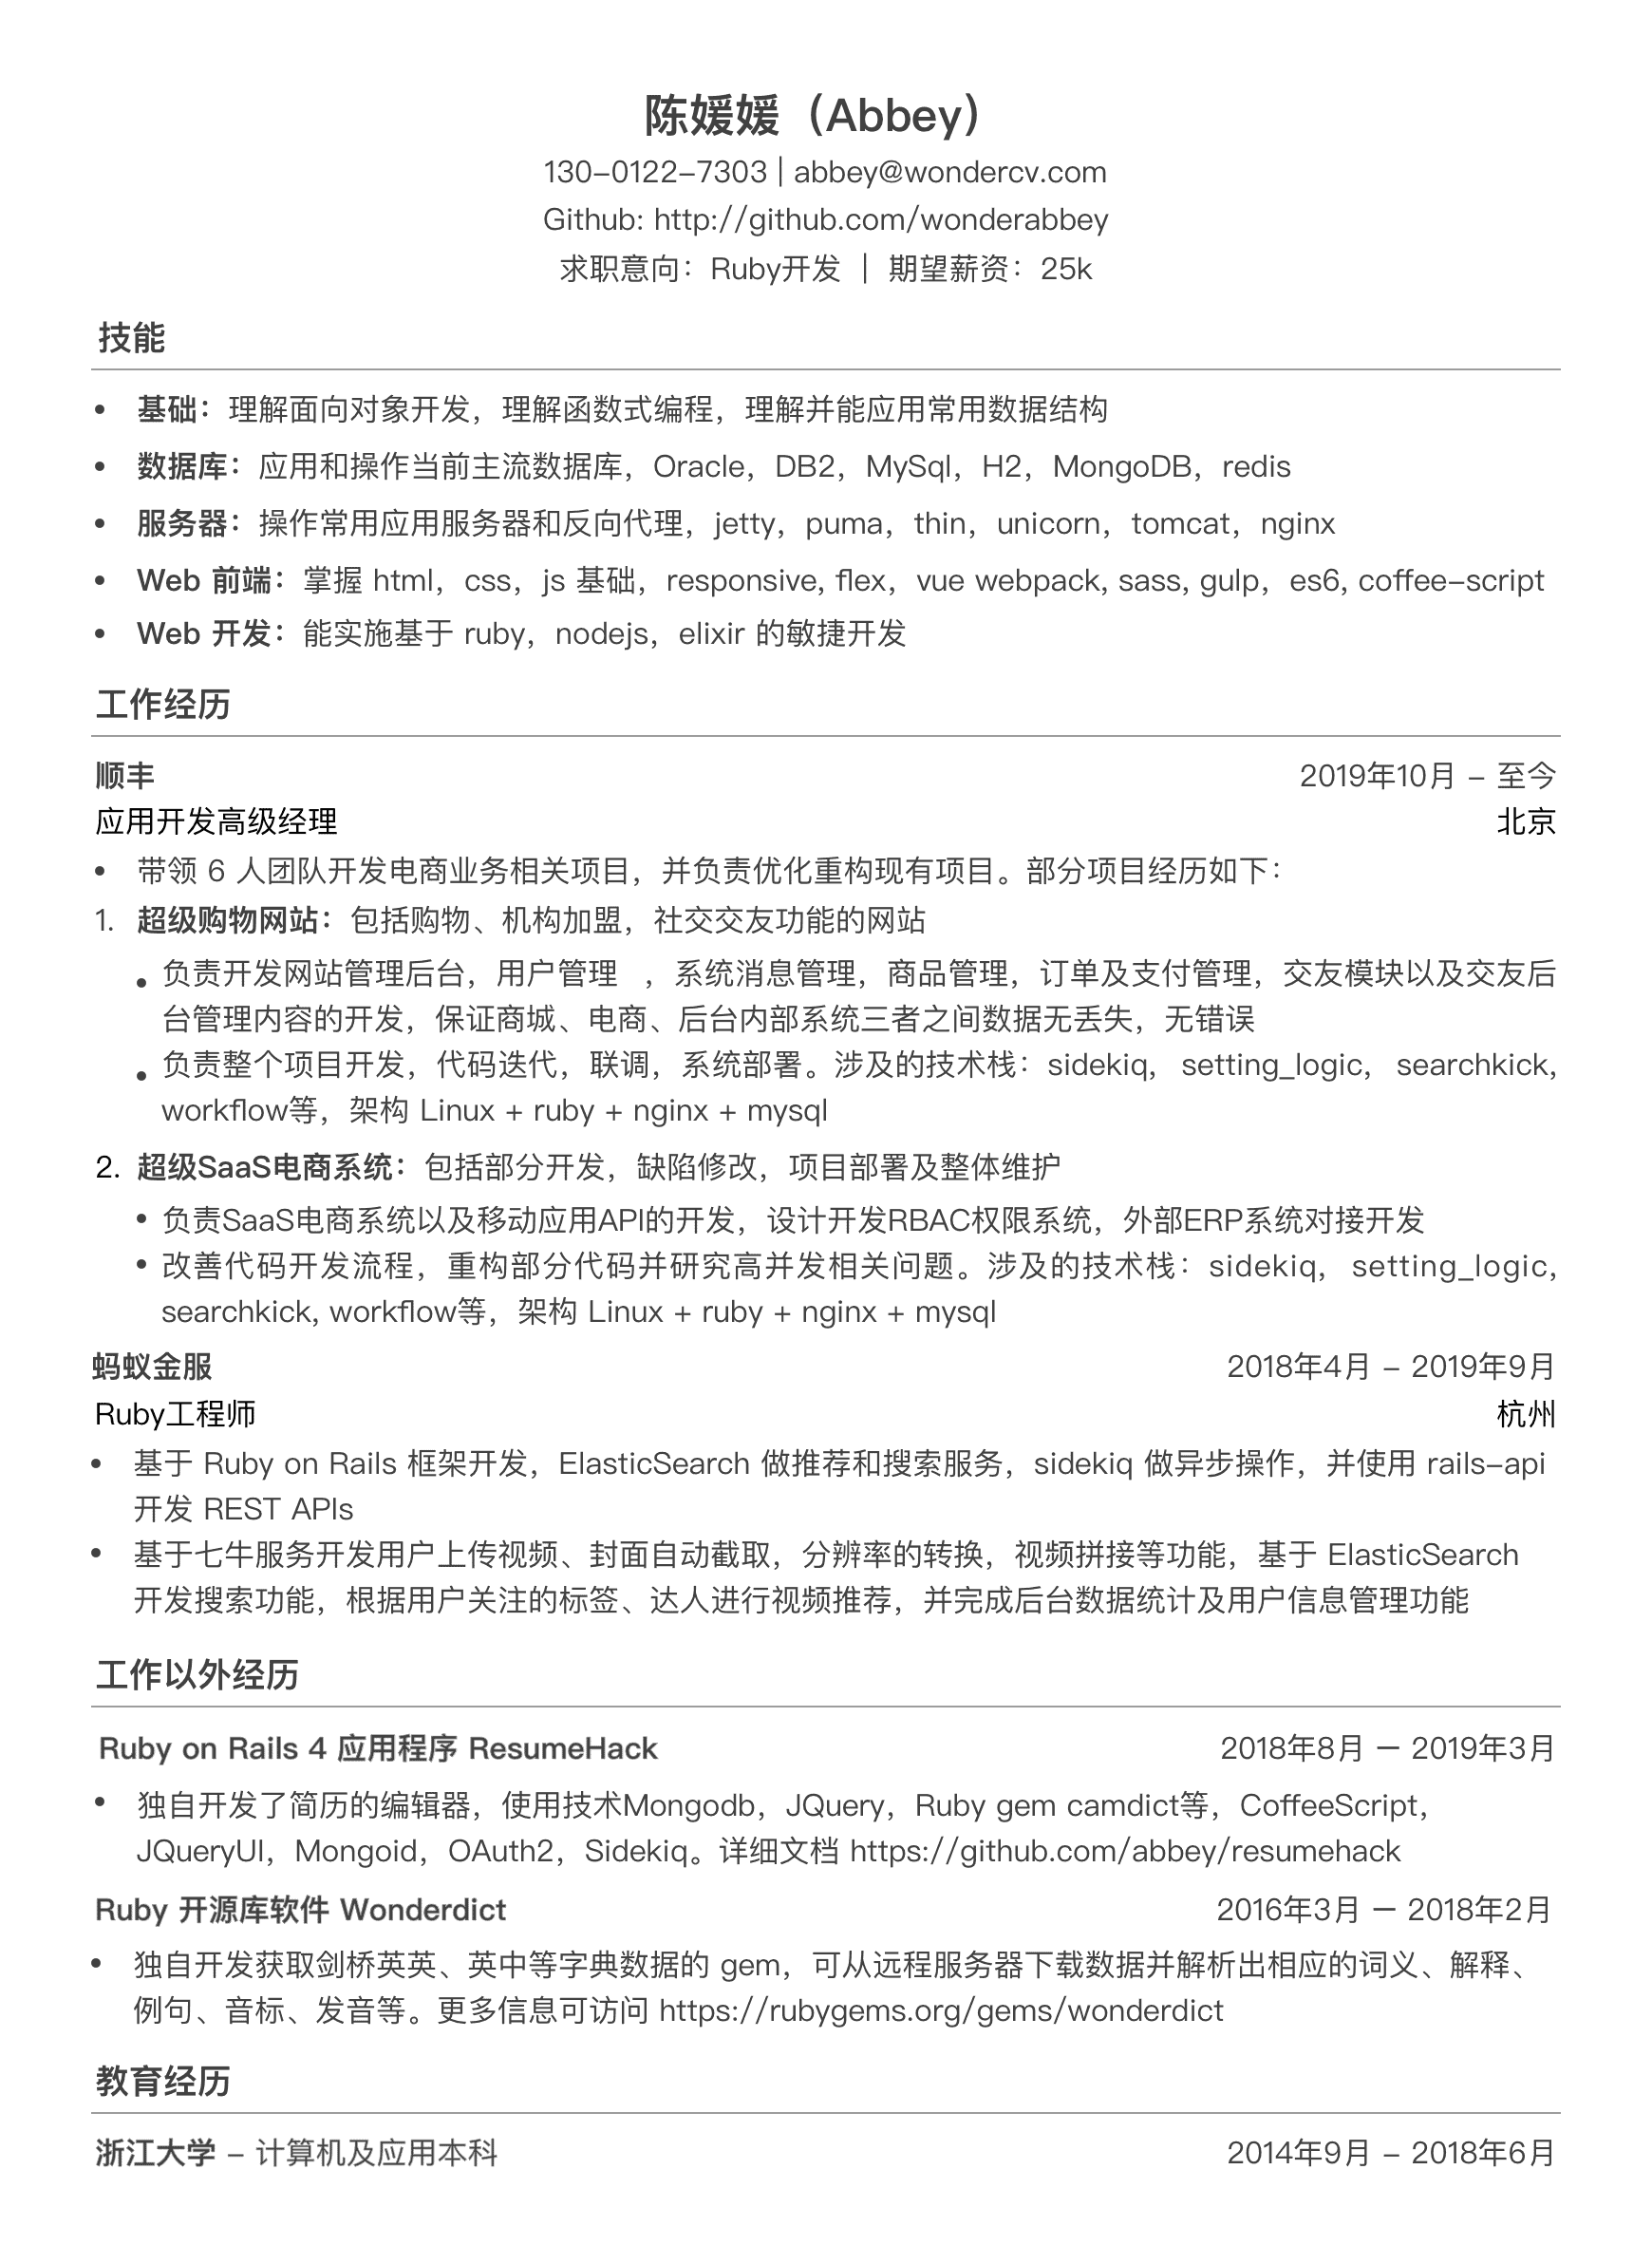 陈媛媛（Abbey）
130-0122-7303 | abbey@wondercv.com
Github: http://github.com/wonderabbey
求职意向：Ruby开发 ｜ 期望薪资：25k
技能
• 基础：理解面向对象开发，理解函数式编程，理解并能应用常用数据结构
• 数据库：应用和操作当前主流数据库，Oracle，DB2，MySql，H2，MongoDB，redis
• 服务器：操作常用应用服务器和反向代理，jetty，puma，thin，unicorn，tomcat，nginx
• Web 前端：掌握 html，css，js 基础，responsive, flex，vue webpack, sass, gulp，es6, coffee-script
• Web 开发：能实施基于 ruby，nodejs，elixir 的敏捷开发
工作经历
顺丰 2019年10月 - 至今
应用开发高级经理 北京
• 带领 6 人团队开发电商业务相关项目，并负责优化重构现有项目。部分项目经历如下：
1. 超级购物网站：包括购物、机构加盟，社交交友功能的网站
• 负责开发网站管理后台，用户管理 ，系统消息管理，商品管理，订单及支付管理，交友模块以及交友后
台管理内容的开发，保证商城、电商、后台内部系统三者之间数据无丢失，无错误
• 负责整个项目开发，代码迭代，联调，系统部署。涉及的技术栈：sidekiq, setting_logic, searchkick,
workflow等，架构 Linux + ruby + nginx + mysql
2. 超级SaaS电商系统：包括部分开发，缺陷修改，项目部署及整体维护
• 负责SaaS电商系统以及移动应用API的开发，设计开发RBAC权限系统，外部ERP系统对接开发
• 改善代码开发流程，重构部分代码并研究高并发相关问题。涉及的技术栈：sidekiq, setting_logic,
searchkick, workflow等，架构 Linux + ruby + nginx + mysql
蚂蚁金服 2018年4月 - 2019年9月
Ruby工程师 杭州
• 基于 Ruby on Rails 框架开发，ElasticSearch 做推荐和搜索服务，sidekiq 做异步操作，并使用 rails-api
开发 REST APIs
• 基于七牛服务开发用户上传视频、封面自动截取，分辨率的转换，视频拼接等功能，基于 ElasticSearch
开发搜索功能，根据用户关注的标签、达人进行视频推荐，并完成后台数据统计及用户信息管理功能
工作以外经历
Ruby on Rails 4 应用程序 ResumeHack 2018年8月 — 2019年3月
• 独自开发了简历的编辑器，使用技术Mongodb，JQuery，Ruby gem camdict等，CoffeeScript，
JQueryUI，Mongoid，OAuth2，Sidekiq。详细文档 https://github.com/abbey/resumehack
Ruby 开源库软件 Wonderdict 2016年3月 — 2018年2月
• 独自开发获取剑桥英英、英中等字典数据的 gem，可从远程服务器下载数据并解析出相应的词义、解释、
例句、音标、发音等。更多信息可访问 https://rubygems.org/gems/wonderdict
教育经历
浙江大学 - 计算机及应用本科 2014年9月 - 2018年6月